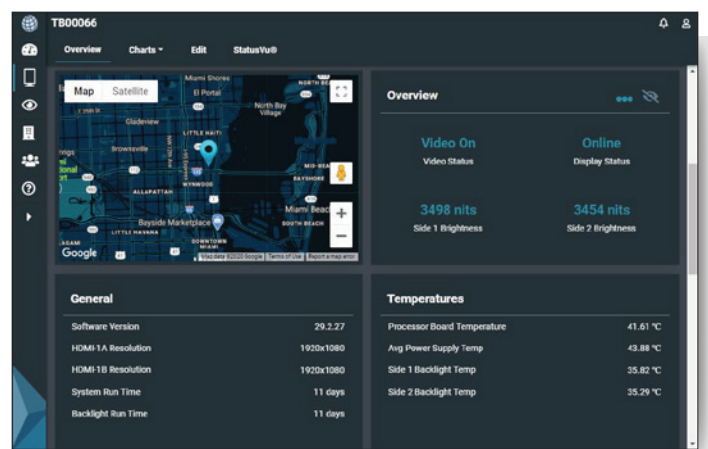 TB00066
Overview Charts Edit StatusVu®
Map Satellite
Miami Shores
El Portal
North Bay Village
Gladeview
LITTLE HAITI
Brownsville
WYNWOOD
ALLAPATTAH
Miami Beach
Bayside Marketplace
SOUTH BEACH
LITTLE HAVANA
DOWNTOWN MIAMI
Google
Map data ©2020 Google Terms of Use Report a map error
Overview
Video On
Video Status
Online
Display Status
3498 nits
Side 1 Brightness
3454 nits
Side 2 Brightness
General
Software Version 29.2.27
HDMI-1A Resolution 1920x1080
HDMI-1B Resolution 1920x1080
System Run Time 11 days
Backlight Run Time 11 days
Temperatures
Processor Board Temperature 41.61 °C
Avg Power Supply Temp 43.88 °C
Side 1 Backlight Temp 35.82 °C
Side 2 Backlight Temp 35.29 °C